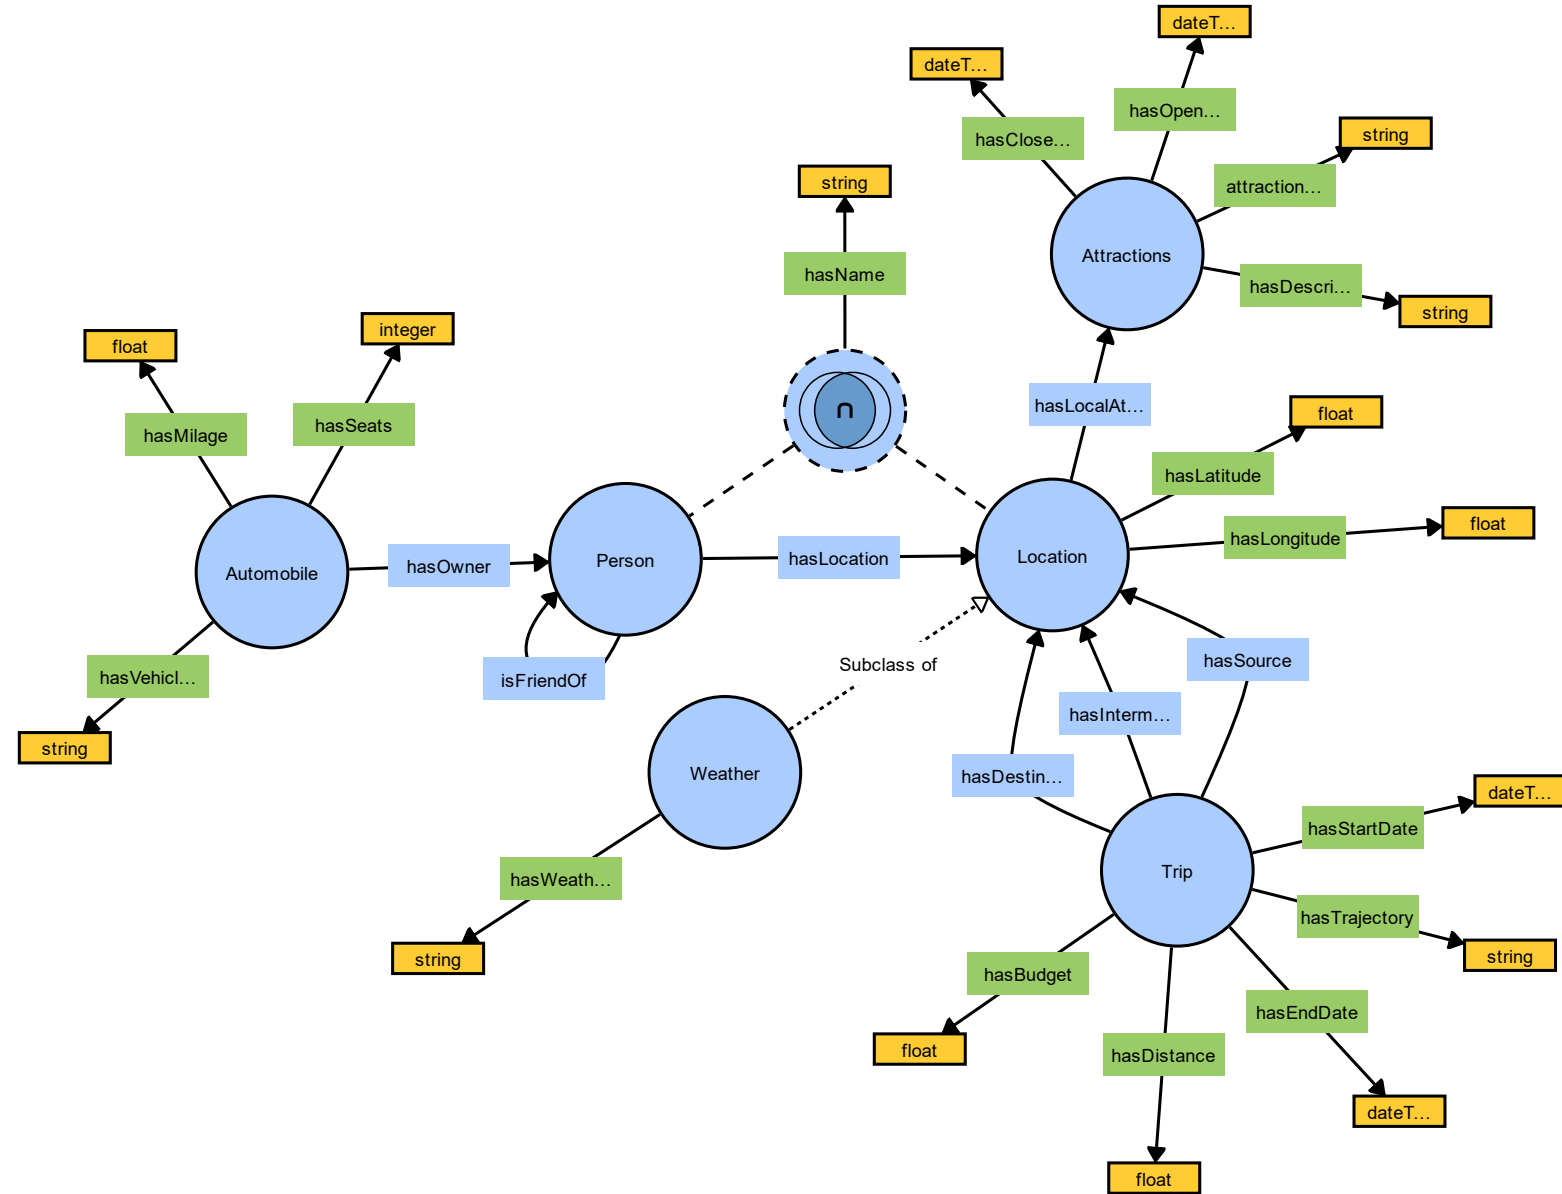 dateT...
dateT...
hasOpen...
hasClose...
string
string
attraction...
Attractions
hasName
hasDescri...
string
integer
float
hasLocalAt...
∩
float
hasSeats
hasMilage
hasLatitude
float
hasLongitude
Location
hasLocation
Person
hasOwner
Automobile
hasSource
Subclass of
hasVehicl...
isFriendOf
hasInterm...
string
Weather
hasDestin...
dateT...
hasStartDate
Trip
hasWeath...
hasTrajectory
string
string
hasBudget
hasEndDate
float
hasDistance
dateT...
float